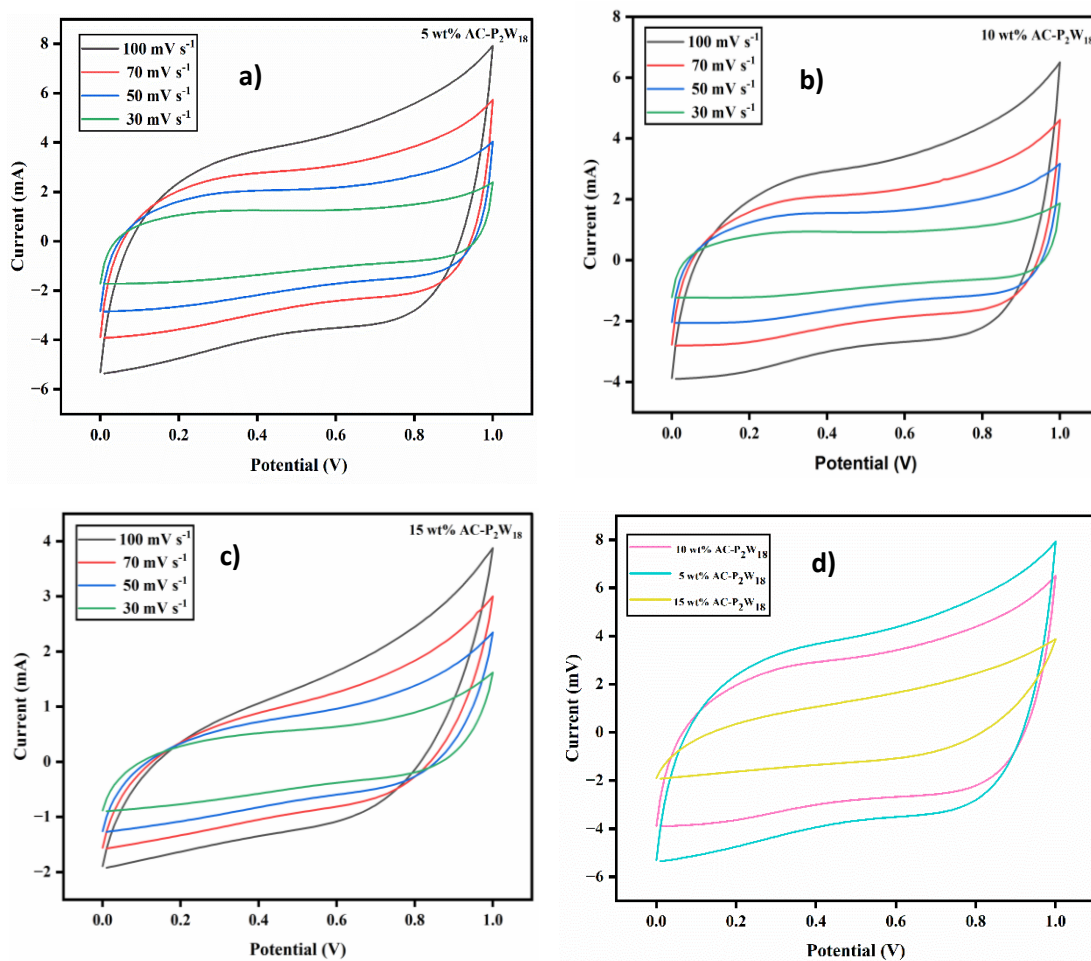 5 wt% AC-P₂W₁₈
100 mV s⁻¹
70 mV s⁻¹
50 mV s⁻¹
30 mV s⁻¹
a)
8
6
4
2
0
−2
−4
−6
Current (mA)
0.0 0.2 0.4 0.6 0.8 1.0
Potential (V)
10 wt% AC-P₂W₁₈
100 mV s⁻¹
70 mV s⁻¹
50 mV s⁻¹
30 mV s⁻¹
b)
8
6
4
2
0
−2
−4
Current (mA)
0.0 0.2 0.4 0.6 0.8 1.0
Potential (V)
15 wt% AC-P₂W₁₈
100 mV s⁻¹
70 mV s⁻¹
50 mV s⁻¹
30 mV s⁻¹
c)
4
3
2
1
0
−1
−2
Current (mA)
0.0 0.2 0.4 0.6 0.8 1.0
Potential (V)
10 wt% AC-P₂W₁₈
5 wt% AC-P₂W₁₈
15 wt% AC-P₂W₁₈
d)
8
6
4
2
0
−2
−4
−6
Current (mV)
0.0 0.2 0.4 0.6 0.8 1.0
Potential (V)